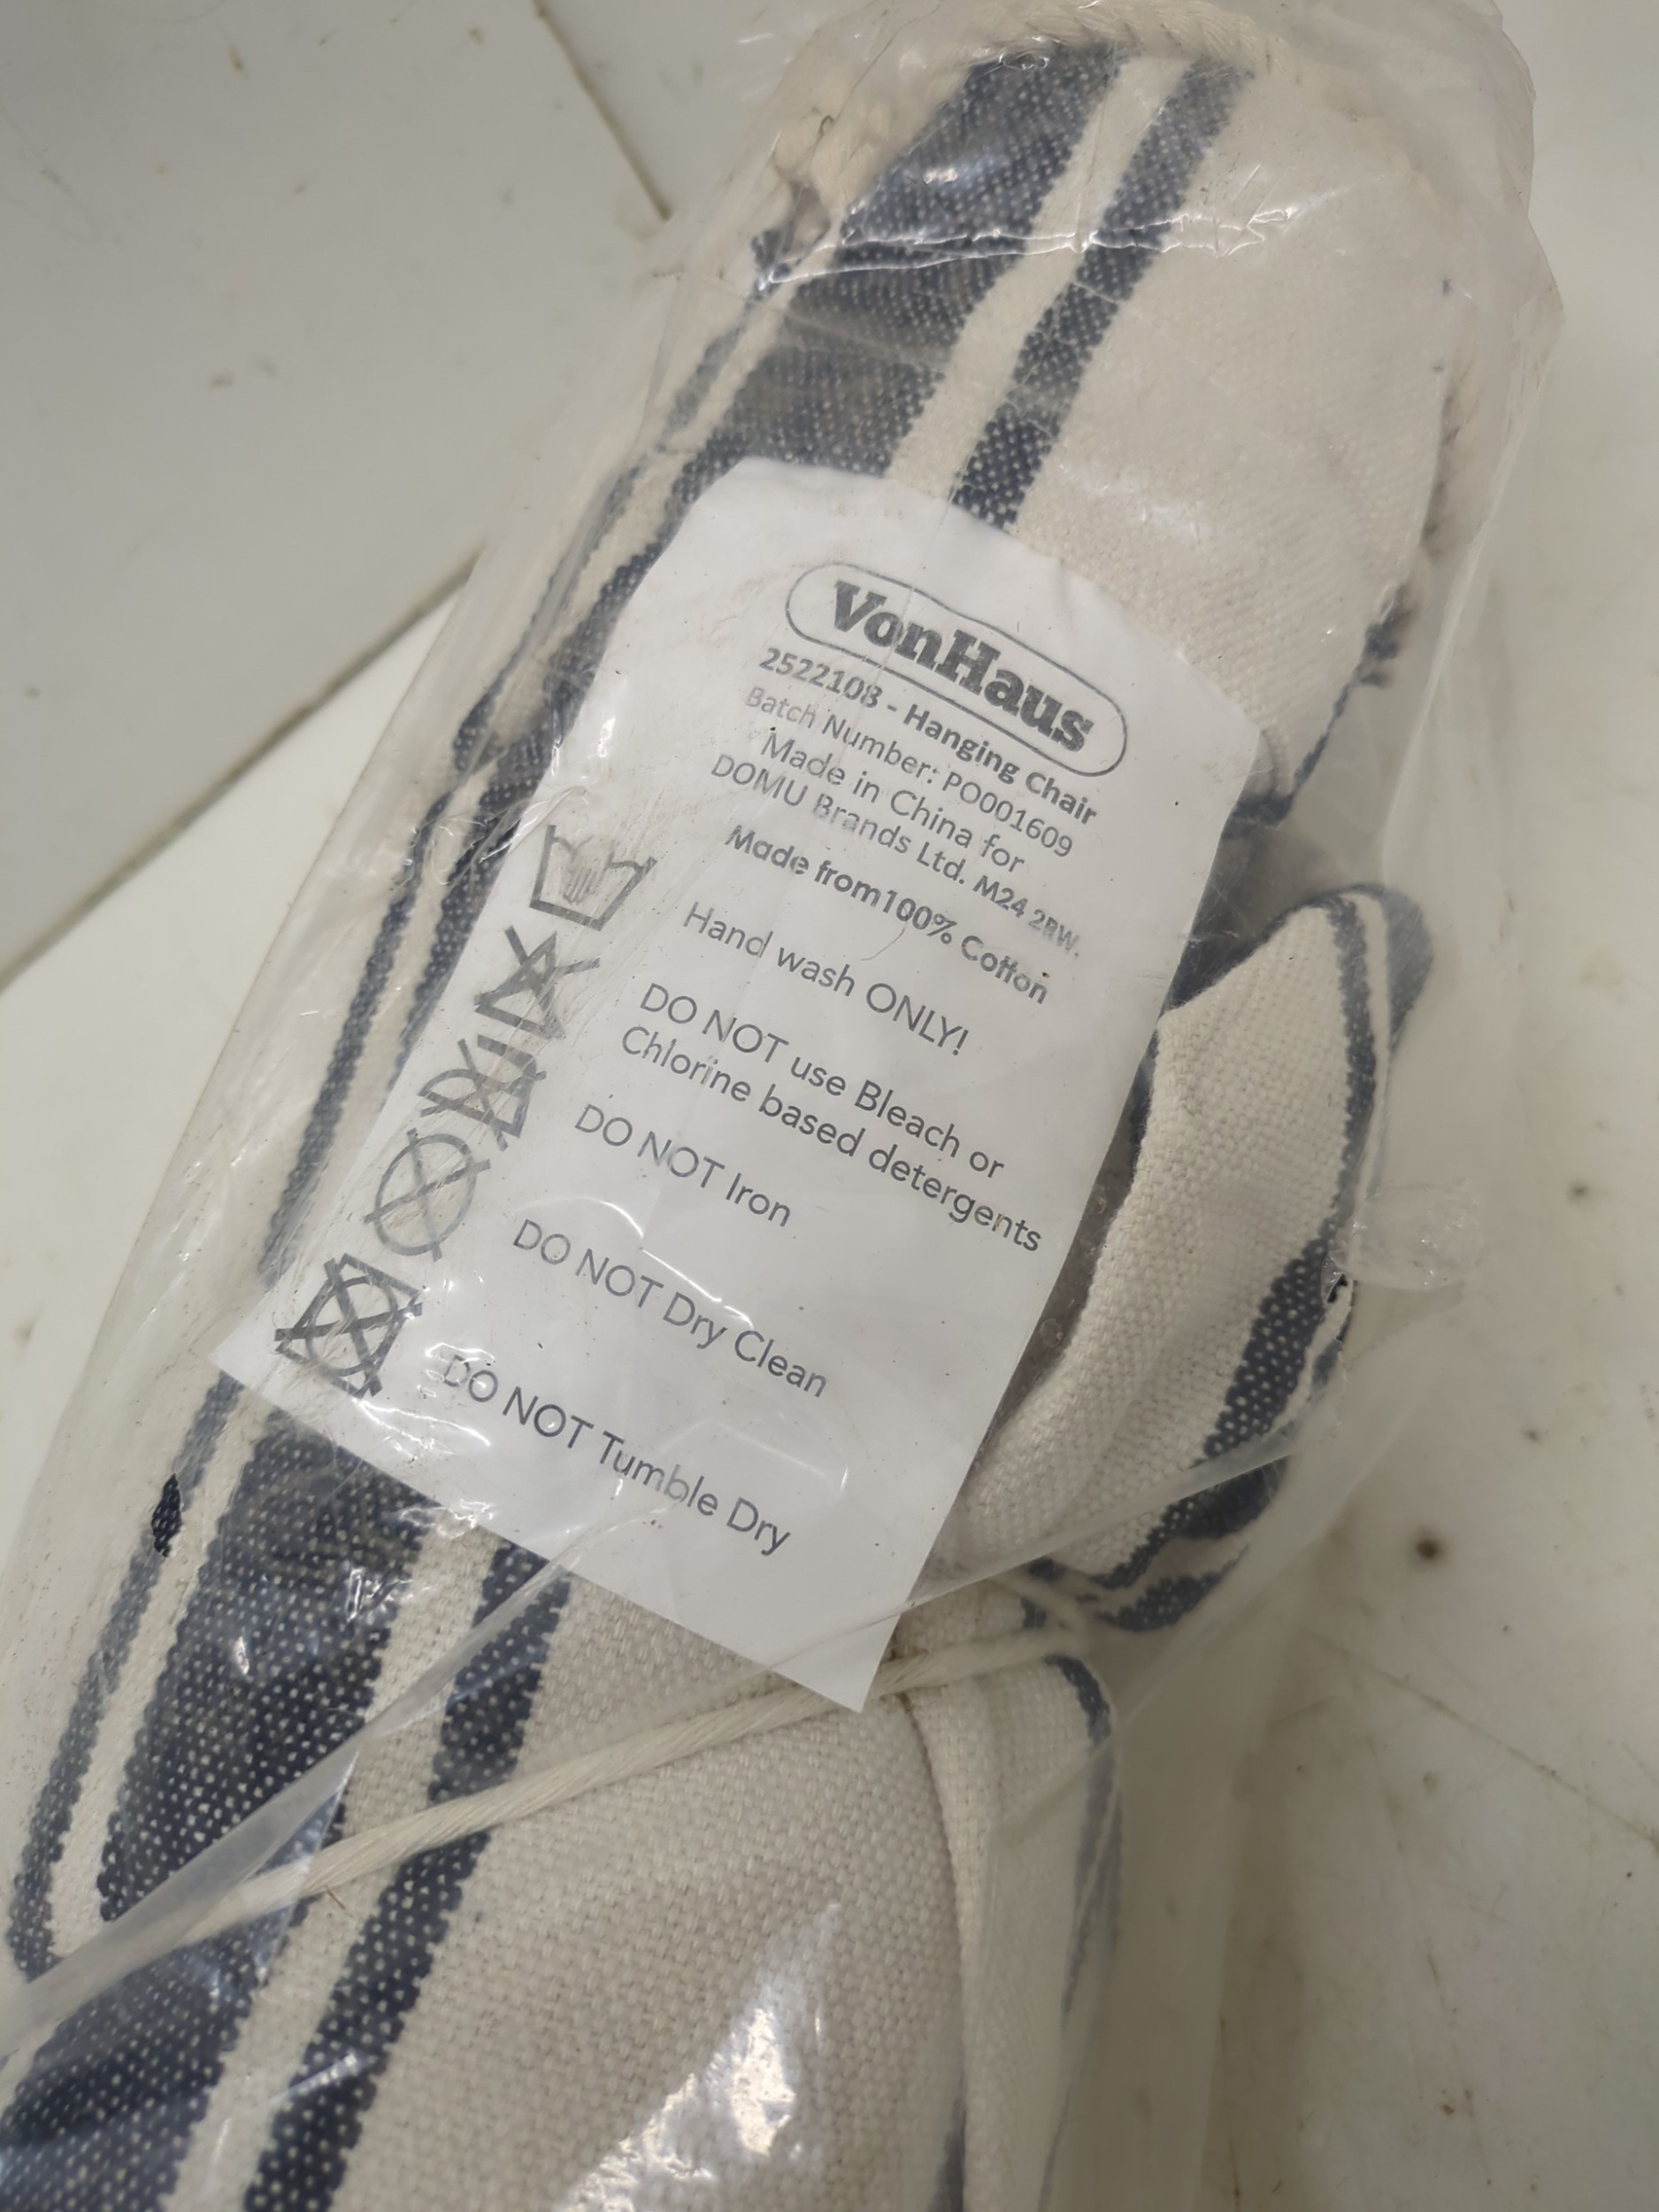 VonHaus
2522108 - Hanging Chair
Batch Number: PO001609
Made in China for
DOMU Brands Ltd. M24 2RW.
Made from100% Cotton
Hand wash ONLY!
DO NOT use Bleach or
Chlorine based detergents
DO NOT Iron
DO NOT Dry Clean
DO NOT Tumble Dry